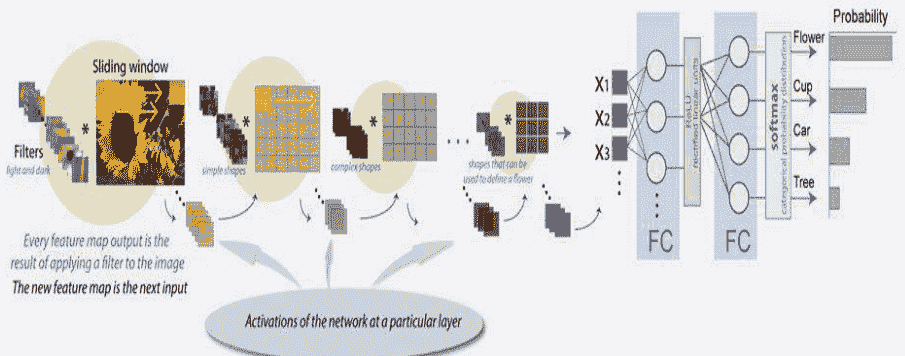 Probability
Flower
Cup
Car
Tree
Sliding window
Filters
light and dark
*
simple shapes
*
complex shapes
*
shapes that can be
used to define a flower
*
X1
X2
X3
FC
ReLU
rectified linear units
FC
softmax
categorical probability distribution
Every feature map output is the
result of applying a filter to the image
The new feature map is the next input
Activations of the network at a particular layer